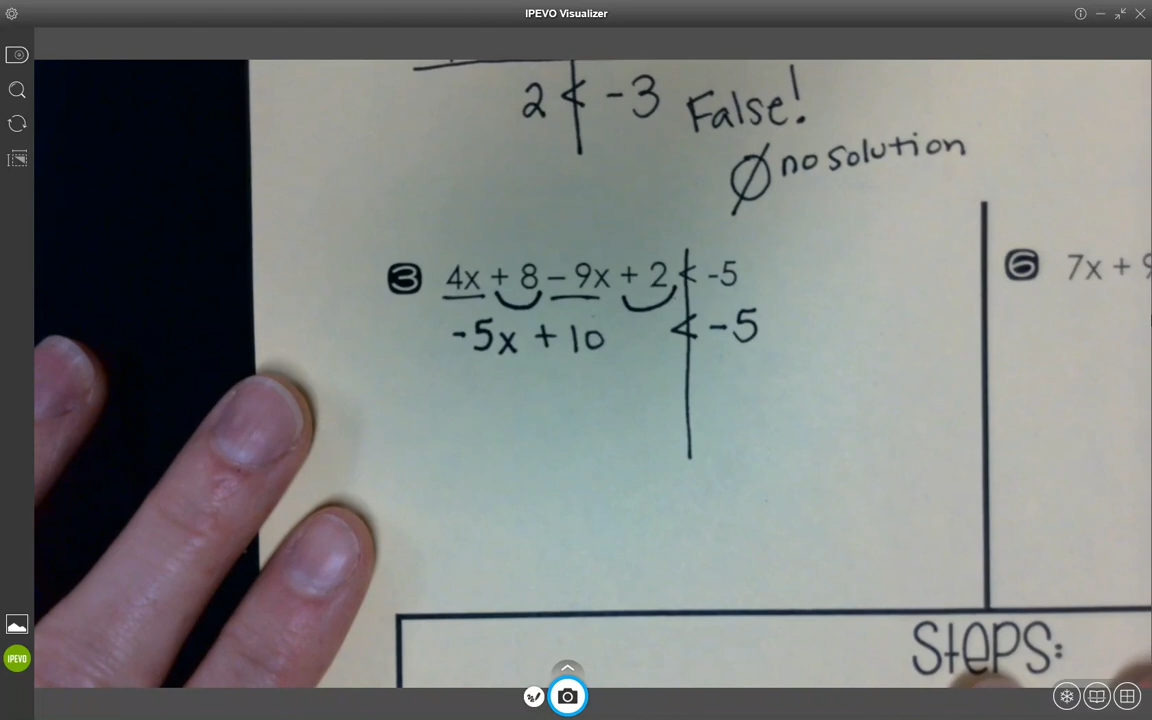 IPEVO Visualizer
2 < -3 False!
∅ no solution
3 4x + 8 – 9x + 2 < -5
-5x + 10 < -5
6 7x + 9
Steps:
IPEVO